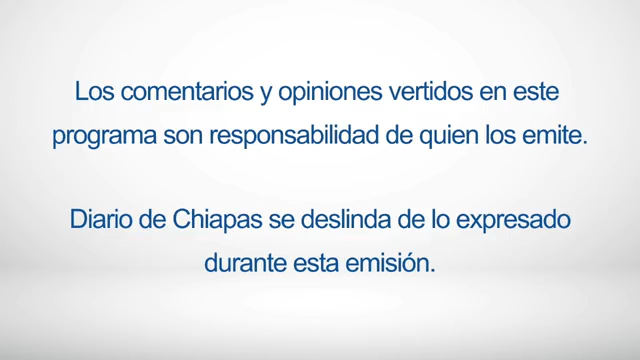 Los comentarios y opiniones vertidos en este
programa son responsabilidad de quien los emite.
Diario de Chiapas se deslinda de lo expresado
durante esta emisión.